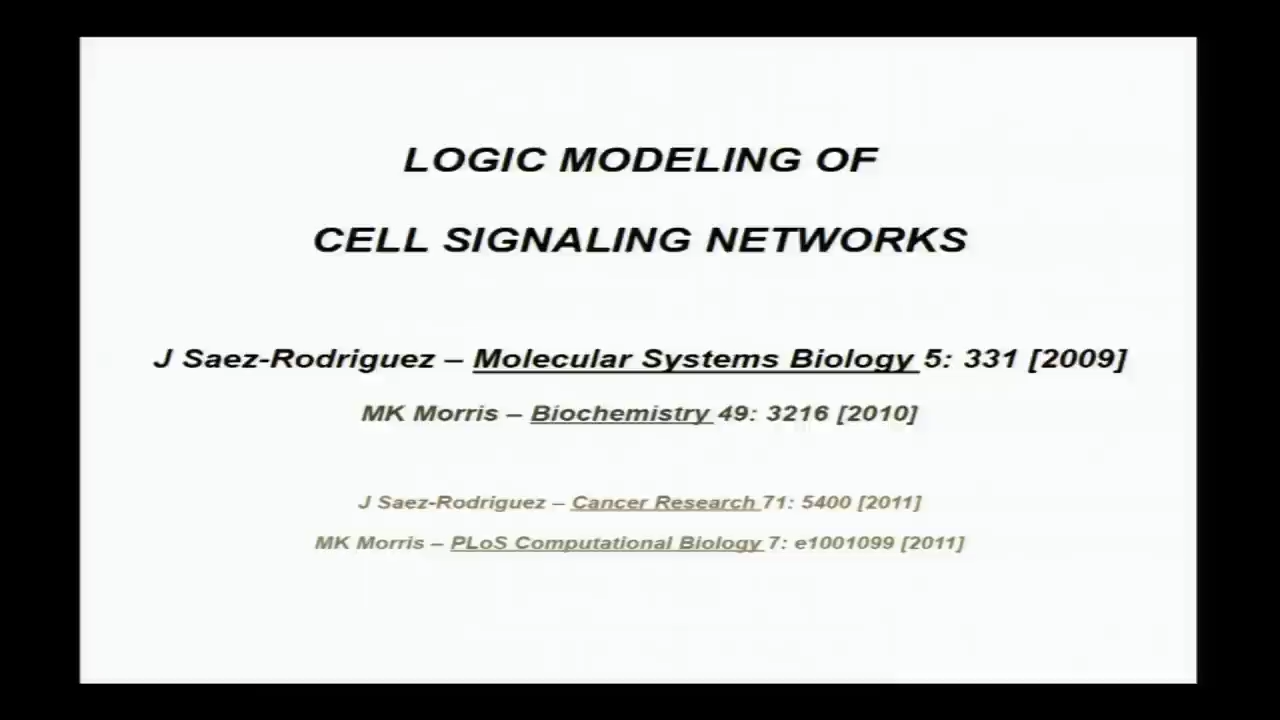 LOGIC MODELING OF
CELL SIGNALING NETWORKS
J Saez-Rodriguez – Molecular Systems Biology 5: 331 [2009]
MK Morris – Biochemistry 49: 3216 [2010]
J Saez-Rodriguez – Cancer Research 71: 5400 [2011]
MK Morris – PLoS Computational Biology 7: e1001099 [2011]